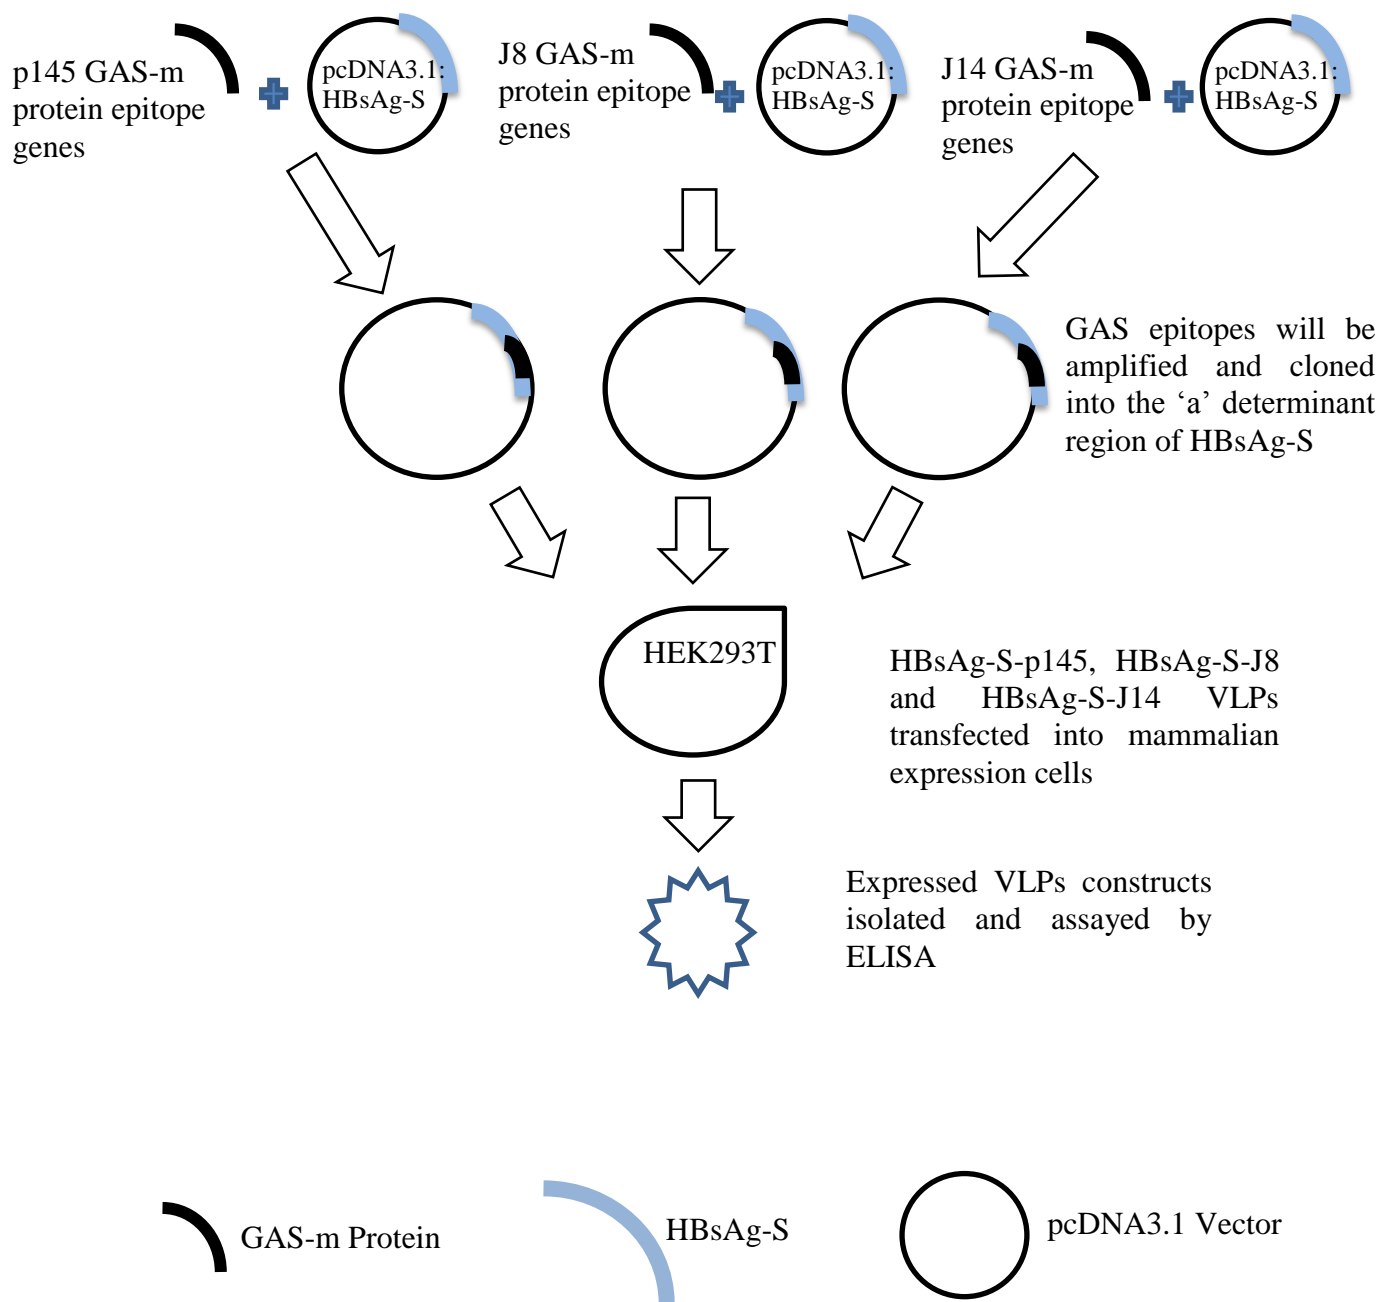 p145 GAS-m
protein epitope
genes
pcDNA3.1:
HBsAg-S
J8 GAS-m
protein epitope
genes
pcDNA3.1:
HBsAg-S
J14 GAS-m
protein epitope
genes
pcDNA3.1:
HBsAg-S
GAS epitopes will be
amplified and cloned
into the ‘a’ determinant
region of HBsAg-S
HEK293T
HBsAg-S-p145, HBsAg-S-J8
and HBsAg-S-J14 VLPs
transfected into mammalian
expression cells
Expressed VLPs constructs
isolated and assayed by
ELISA
GAS-m Protein
HBsAg-S
pcDNA3.1 Vector